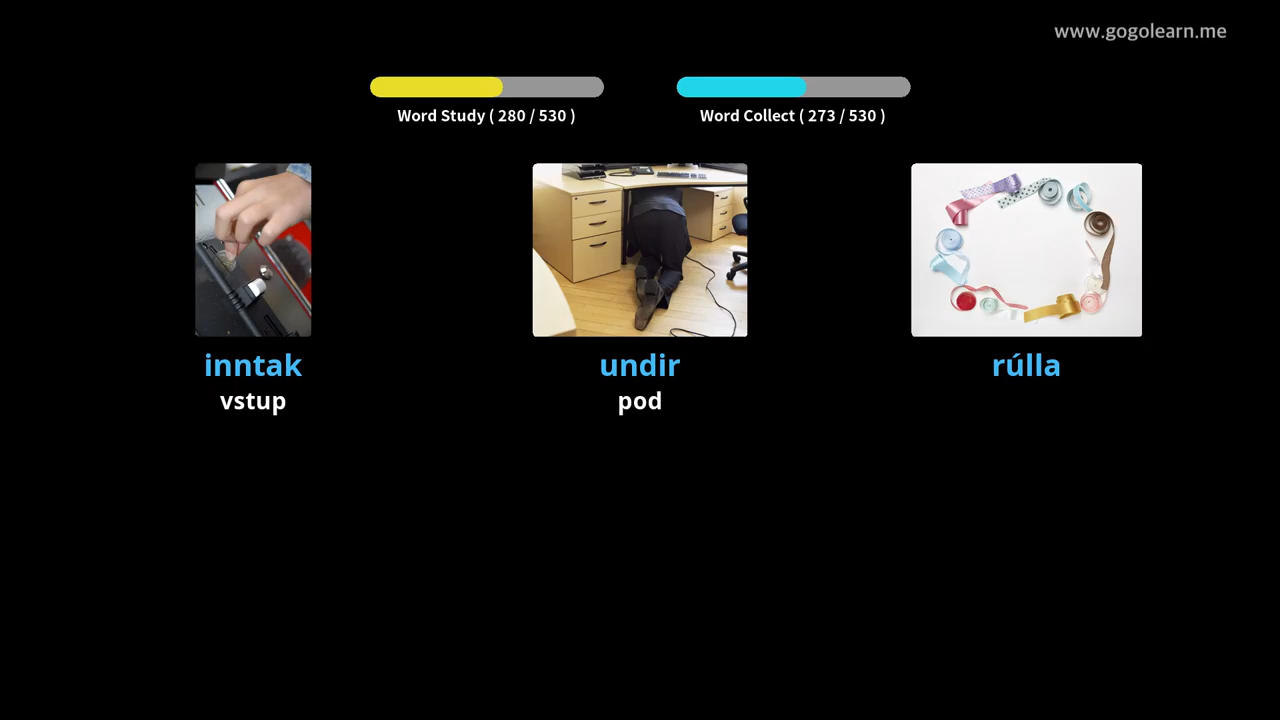 www.gogolearn.me
Word Study ( 280 / 530 )
Word Collect ( 273 / 530 )
inntak
vstup
undir
pod
rúlla